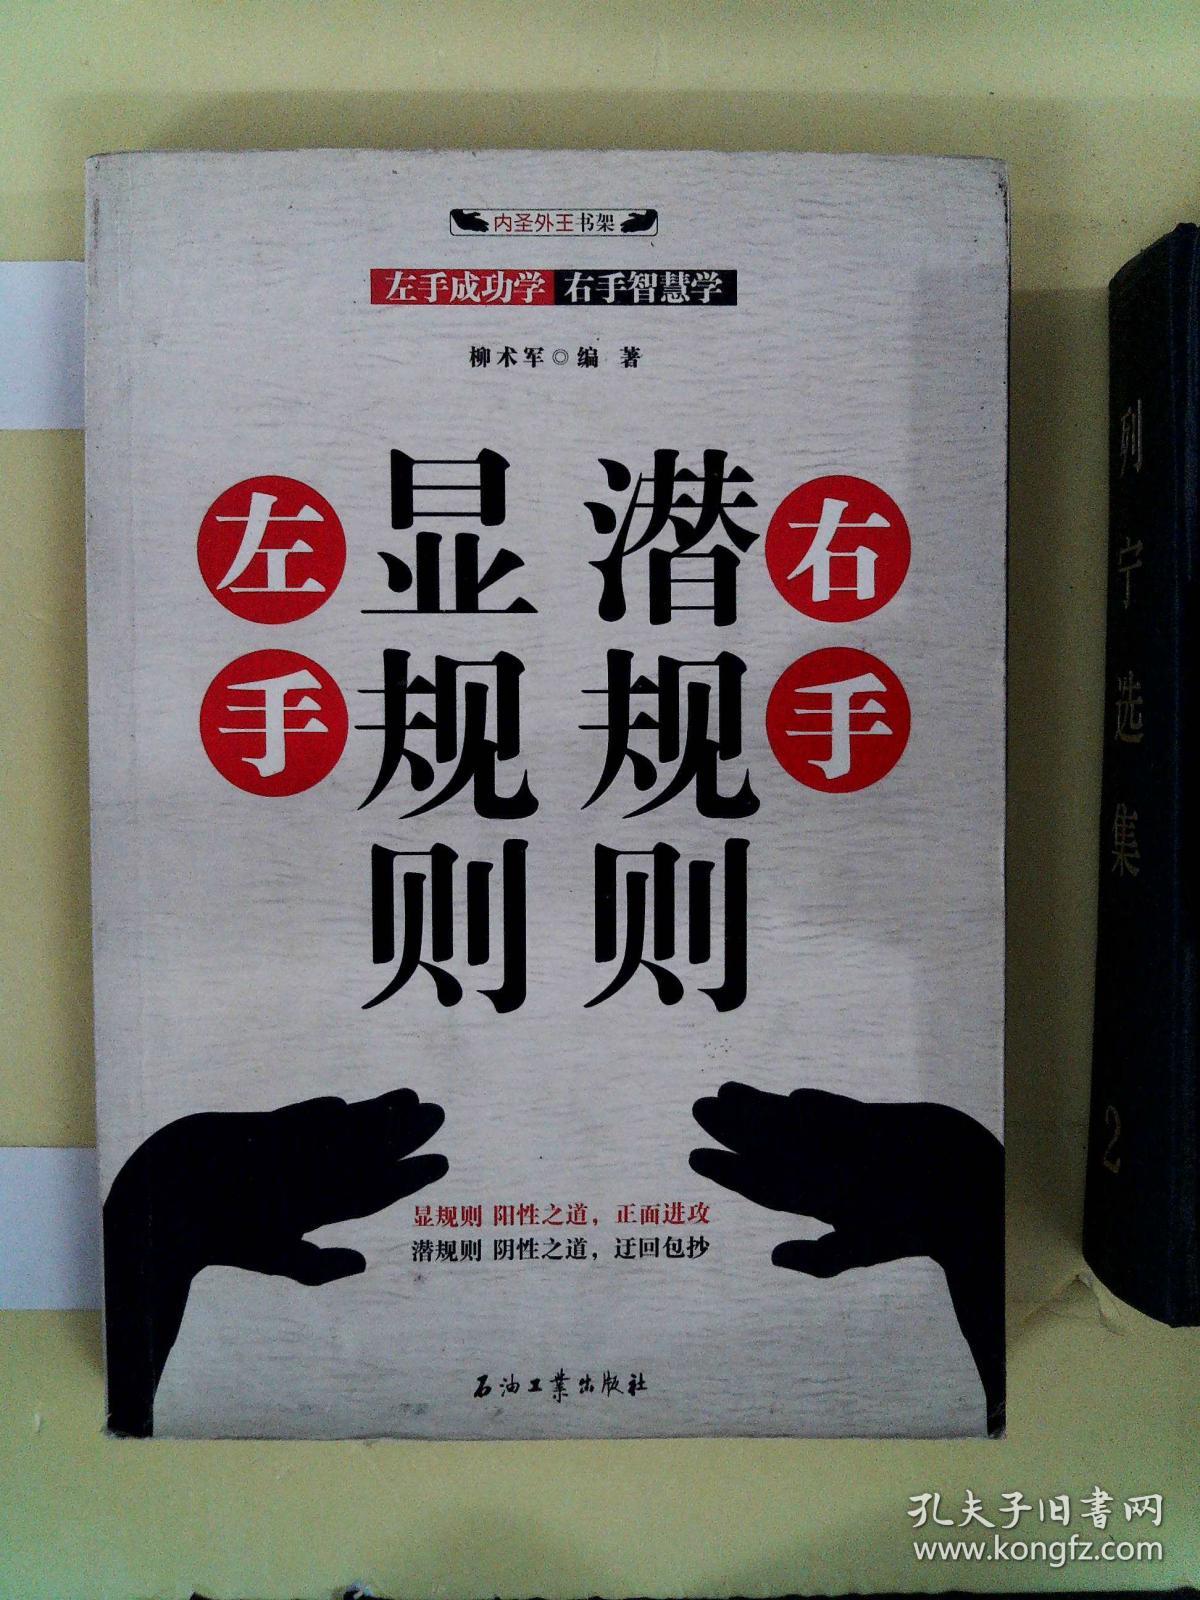 内圣外王书架
左手成功学 右手智慧学
柳术军◎编 著
左手
显规则
潜规则
右手
显规则 阳性之道，正面进攻
潜规则 阴性之道，迂回包抄
石油工業出版社
列宁选集 2
孔夫子旧书网
www.kongfz.com